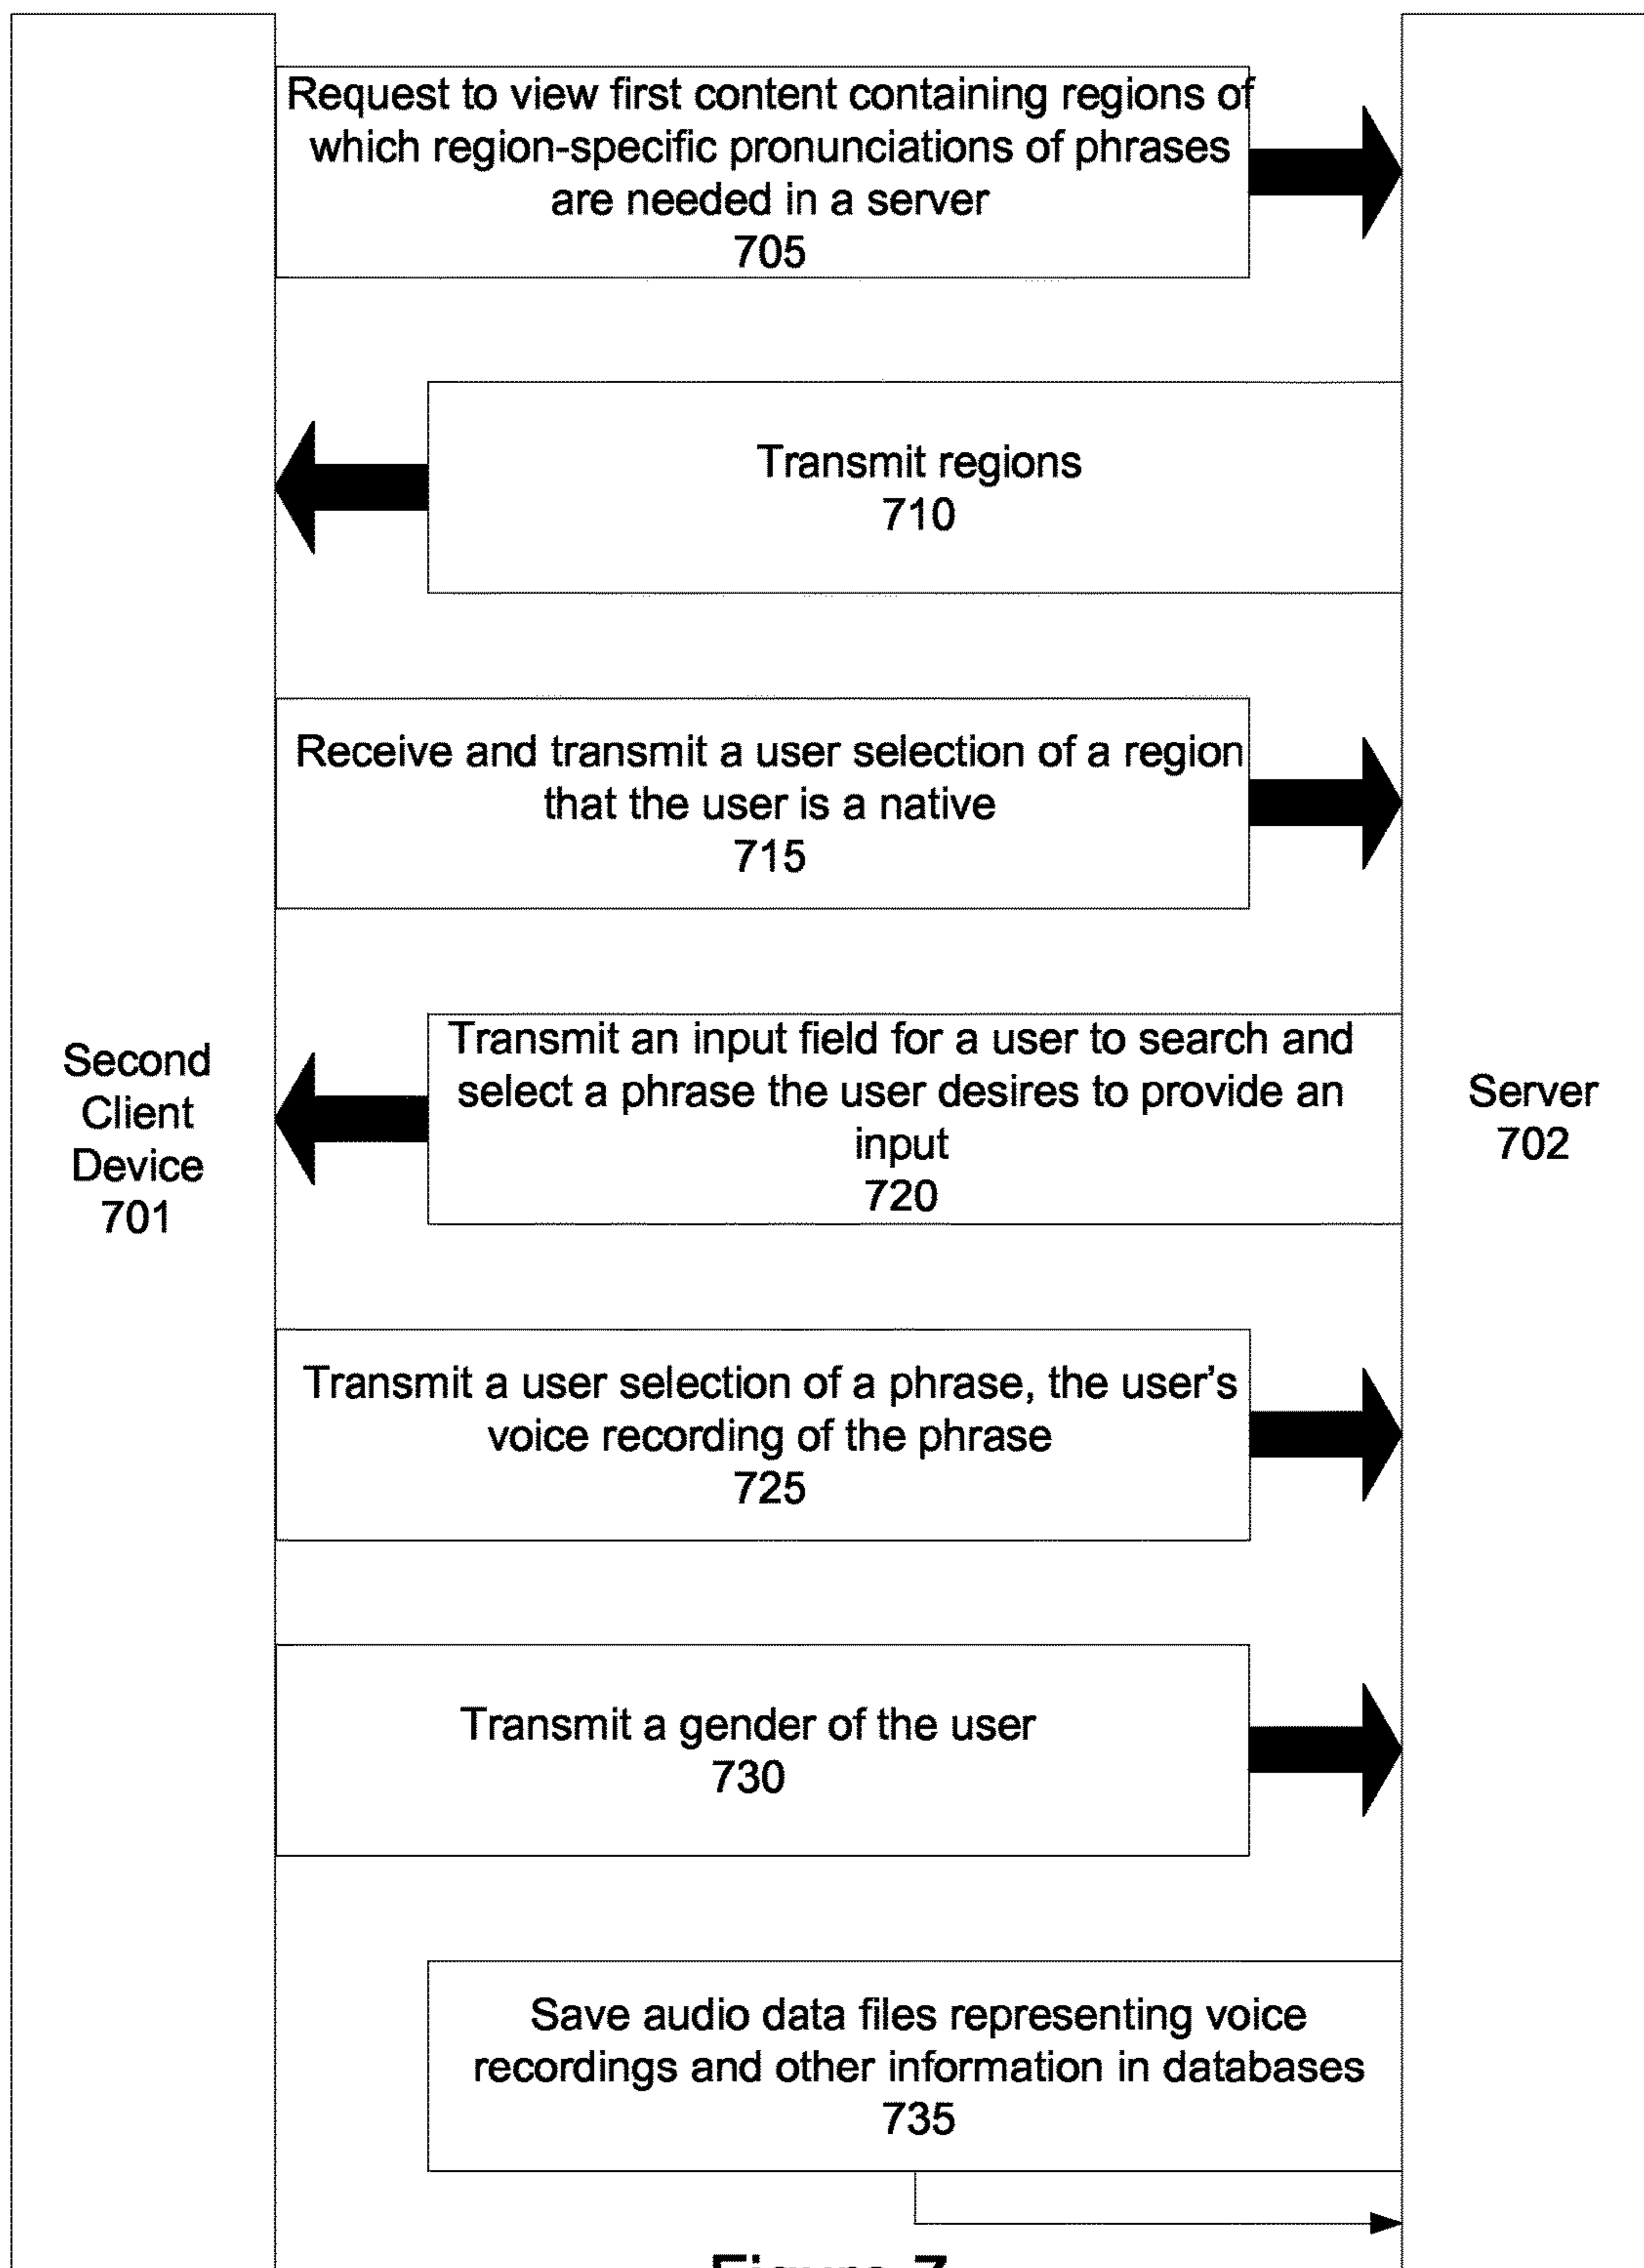 Request to view first content containing regions of
which region-specific pronunciations of phrases
are needed in a server
705
Transmit regions
710
Receive and transmit a user selection of a region
that the user is a native
715
Transmit an input field for a user to search and
select a phrase the user desires to provide an
input
720
Second
Client
Device
701
Server
702
Transmit a user selection of a phrase, the user's
voice recording of the phrase
725
Transmit a gender of the user
730
Save audio data files representing voice
recordings and other information in databases
735
Figure 7